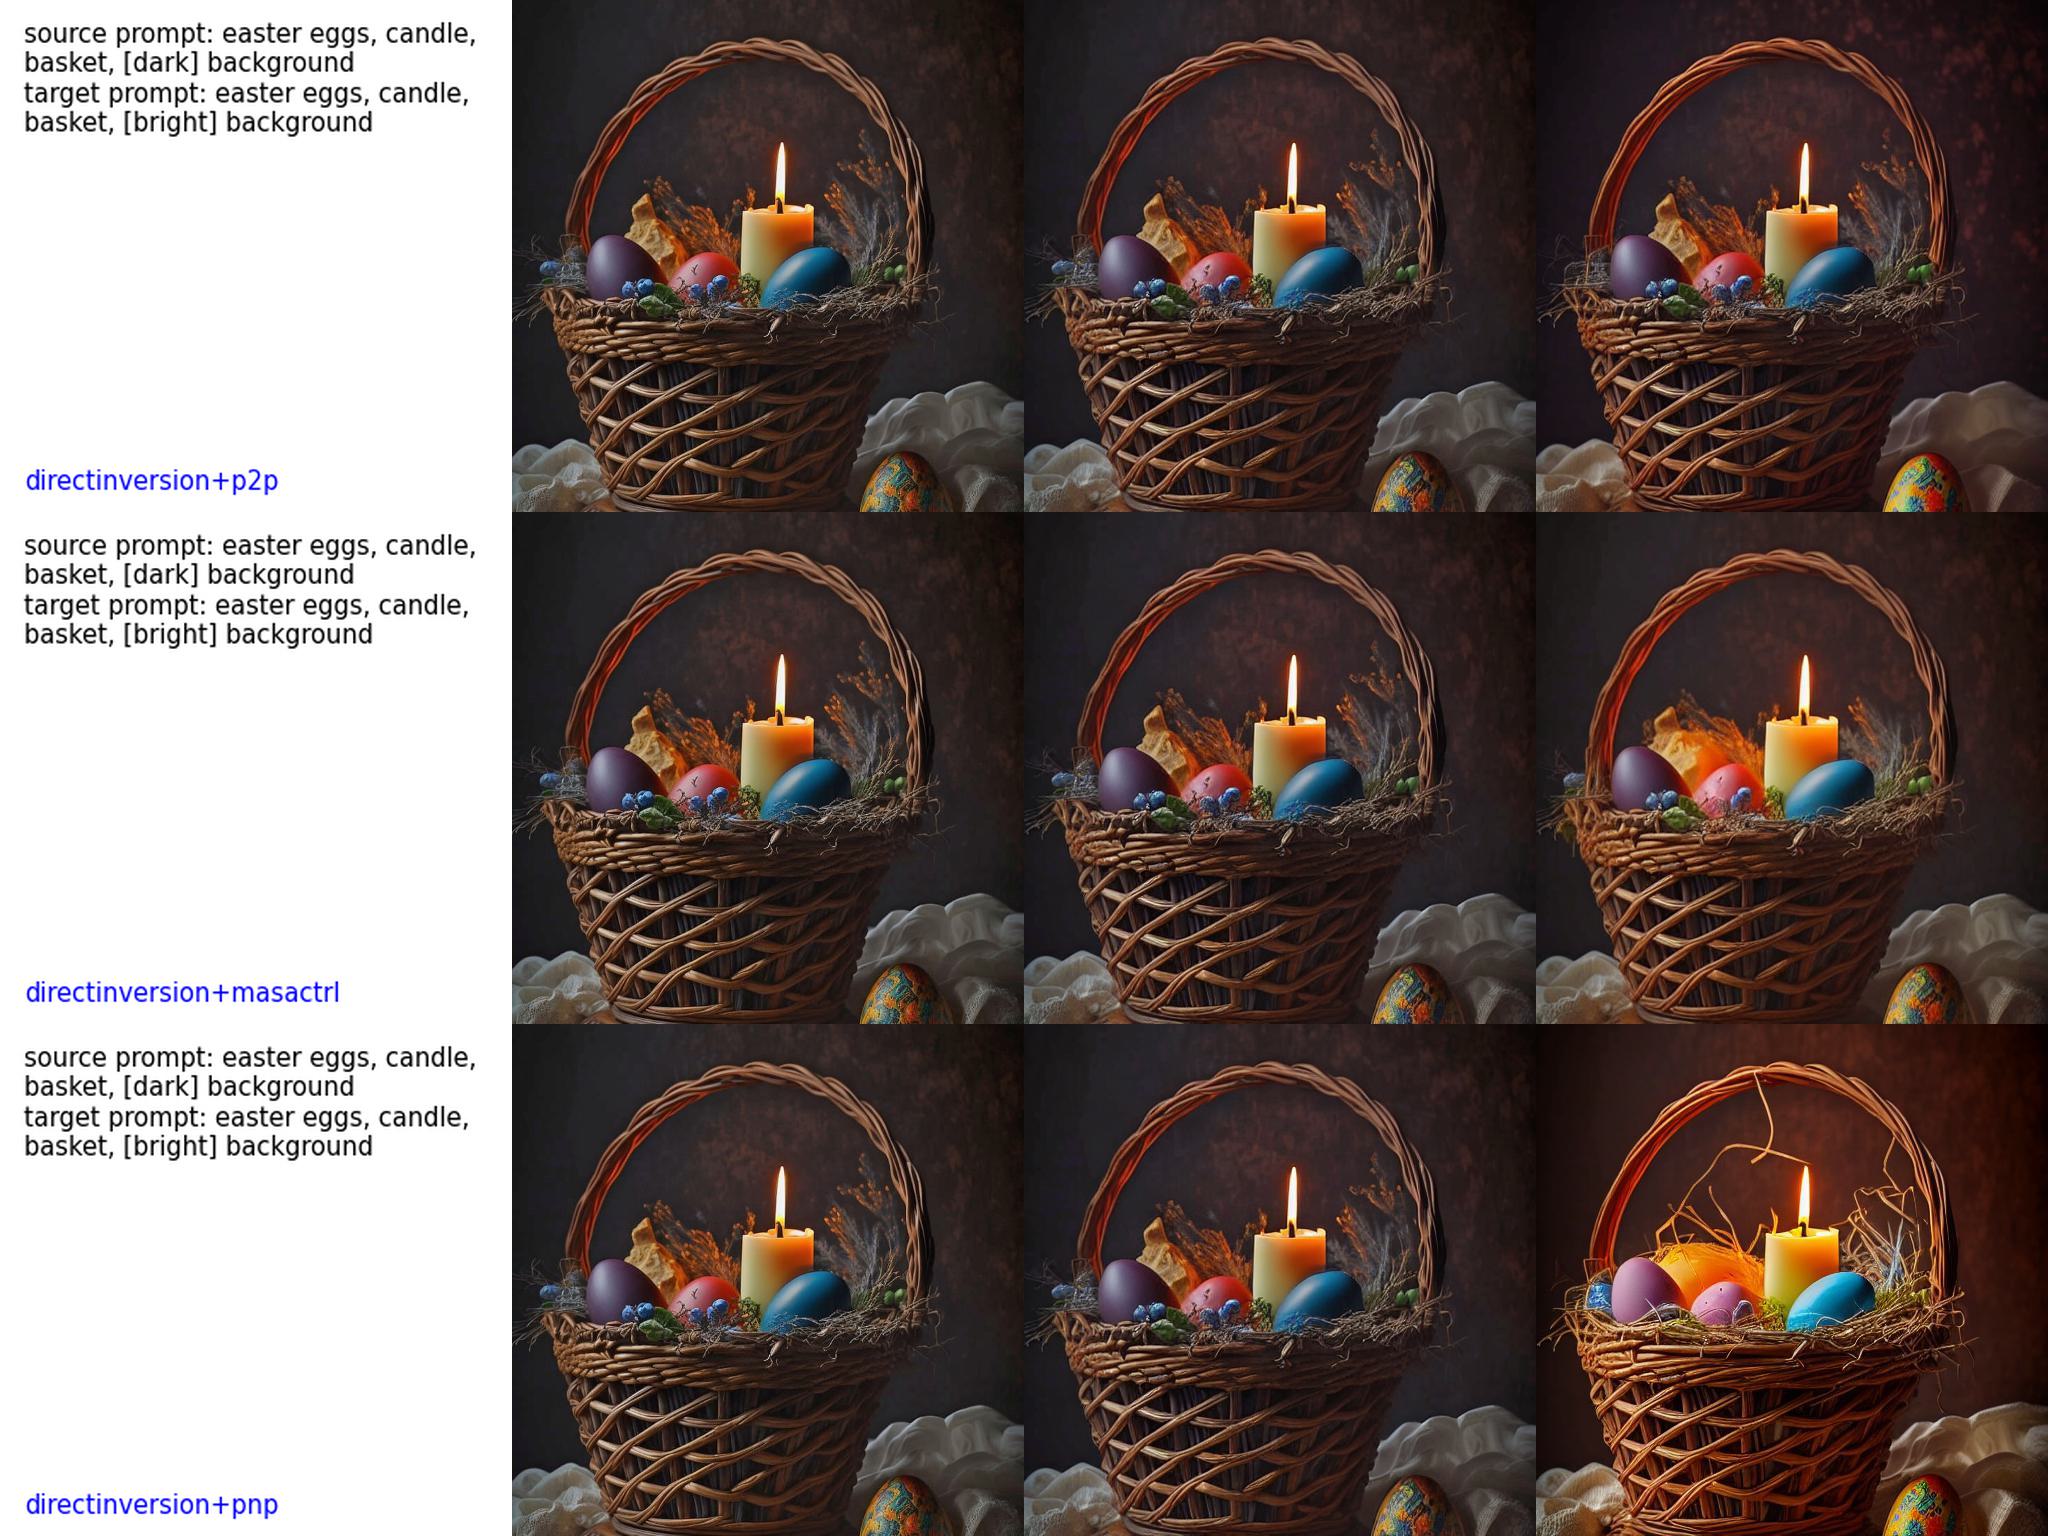 source prompt: easter eggs, candle,
basket, [dark] background
target prompt: easter eggs, candle,
basket, [bright] background
directinversion+p2p
source prompt: easter eggs, candle,
basket, [dark] background
target prompt: easter eggs, candle,
basket, [bright] background
directinversion+masactrl
source prompt: easter eggs, candle,
basket, [dark] background
target prompt: easter eggs, candle,
basket, [bright] background
directinversion+pnp